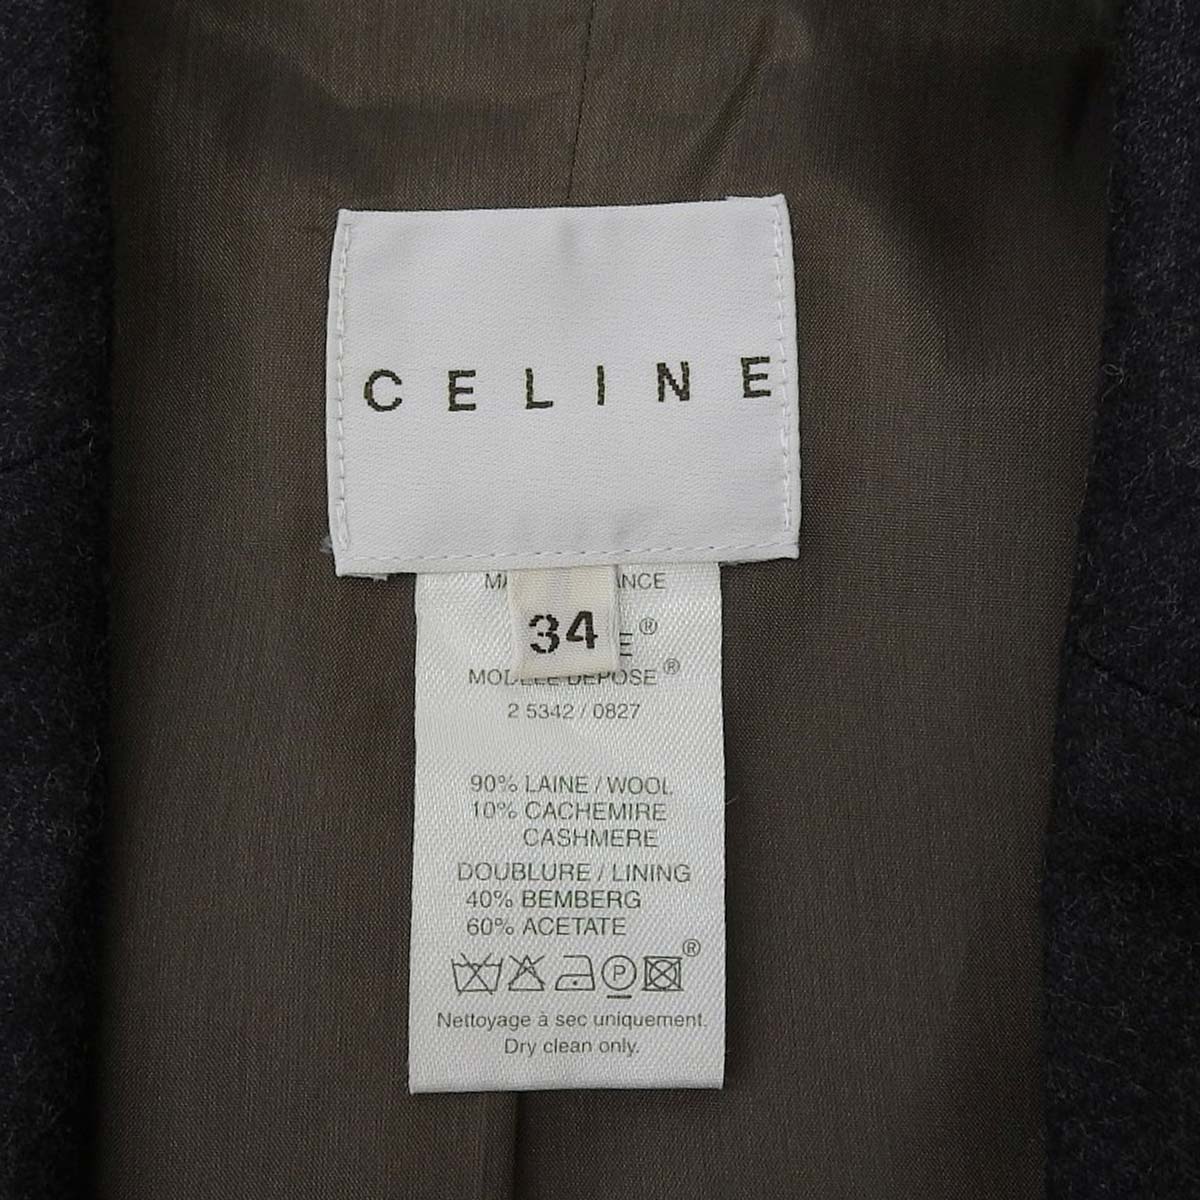 CELINE
34
MODELE DEPOSE®
2 5342 / 0827
90% LAINE / WOOL
10% CACHEMIRE
CASHMERE
DOUBLURE / LINING
40% BEMBERG
60% ACETATE
P ®
Nettoyage à sec uniquement.
Dry clean only.